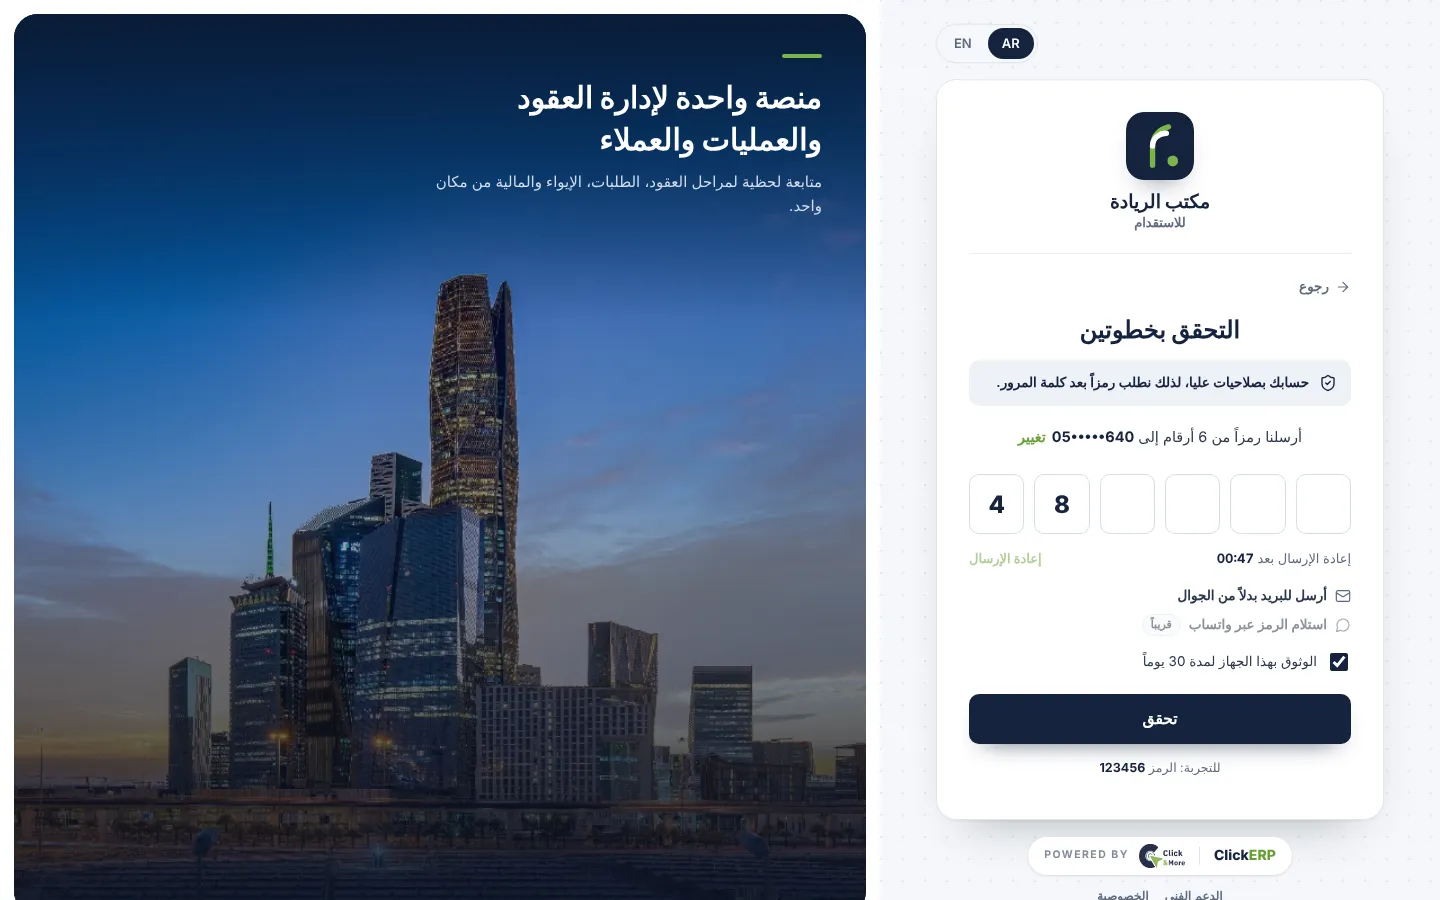 منصة واحدة لإدارة العقود
والعمليات والعملاء
متابعة لحظية لمراحل العقود، الطلبات، الإيواء والمالية من مكان
واحد.
EN AR
مكتب الريادة
للاستقدام
رجوع
التحقق بخطوتين
حسابك بصلاحيات عليا، لذلك نطلب رمزاً بعد كلمة المرور.
أرسلنا رمزاً من 6 أرقام إلى 05•••••640 تغيير
4 8
إعادة الإرسال بعد 00:47
إعادة الإرسال
أرسل للبريد بدلاً من الجوال
استلام الرمز عبر واتساب قريباً
الوثوق بهذا الجهاز لمدة 30 يوماً
تحقق
للتجربة: الرمز 123456
POWERED BY Click &More ClickERP
الدعم الفني الخصوصية